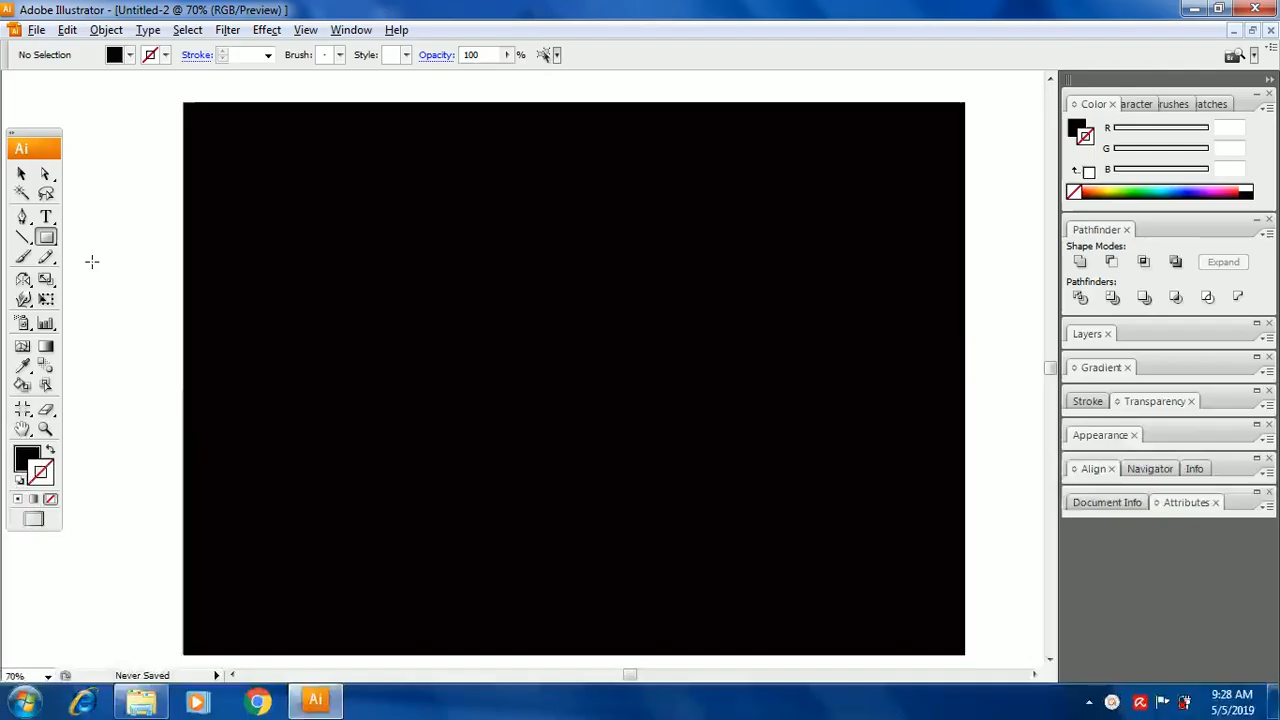 Ai Adobe Illustrator - [Untitled-2 @ 70% (RGB/Preview) ]
File Edit Object Type Select Filter Effect View Window Help
No Selection Stroke: Brush: Style: Opacity: 100 %
Color aracter rushes atches
Ai
R
G
B
Pathfinder
Shape Modes:
Expand
Pathfinders:
Layers
Gradient
Stroke Transparency
Appearance
Align Navigator Info
Document Info Attributes
70% Never Saved
Ai
9:28 AM
5/5/2019